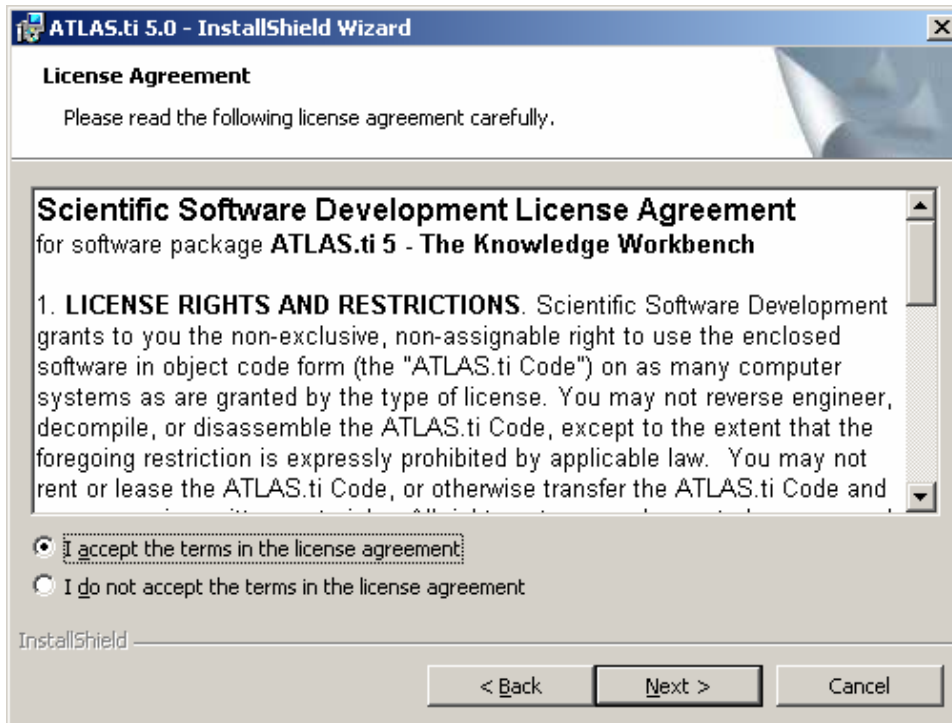 ATLAS.ti 5.0 - InstallShield Wizard
License Agreement
Please read the following license agreement carefully.
Scientific Software Development License Agreement
for software package ATLAS.ti 5 - The Knowledge Workbench
1. LICENSE RIGHTS AND RESTRICTIONS. Scientific Software Development
grants to you the non-exclusive, non-assignable right to use the enclosed
software in object code form (the "ATLAS.ti Code") on as many computer
systems as are granted by the type of license. You may not reverse engineer,
decompile, or disassemble the ATLAS.ti Code, except to the extent that the
foregoing restriction is expressly prohibited by applicable law. You may not
rent or lease the ATLAS.ti Code, or otherwise transfer the ATLAS.ti Code and
I accept the terms in the license agreement
I do not accept the terms in the license agreement
InstallShield
< Back
Next >
Cancel